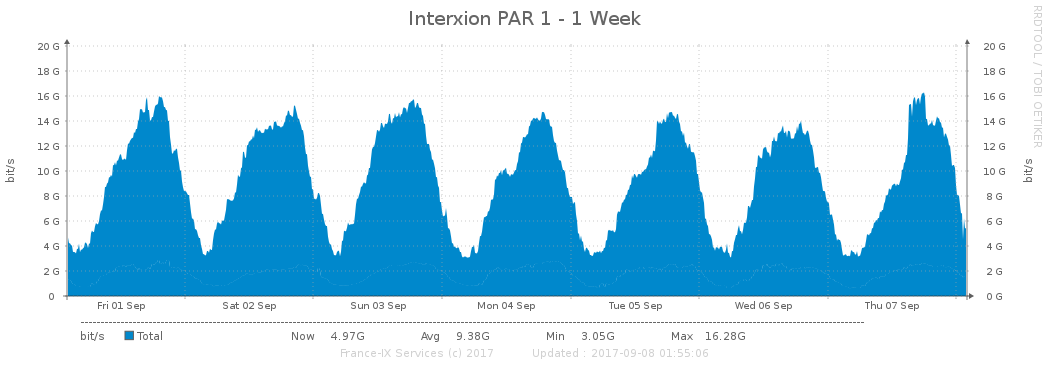 Interxion PAR 1 - 1 Week
RRDTOOL / TOBI OETIKER
20 G 20 G
18 G 18 G
16 G 16 G
14 G 14 G
12 G 12 G
10 G 10 G
8 G 8 G
6 G 6 G
4 G 4 G
2 G 2 G
0 0 G
bit/s
bit/s
Fri 01 Sep Sat 02 Sep Sun 03 Sep Mon 04 Sep Tue 05 Sep Wed 06 Sep Thu 07 Sep
bit/s Total Now 4.97G Avg 9.38G Min 3.05G Max 16.28G
France-IX Services (c) 2017 Updated : 2017-09-08 01:55:06